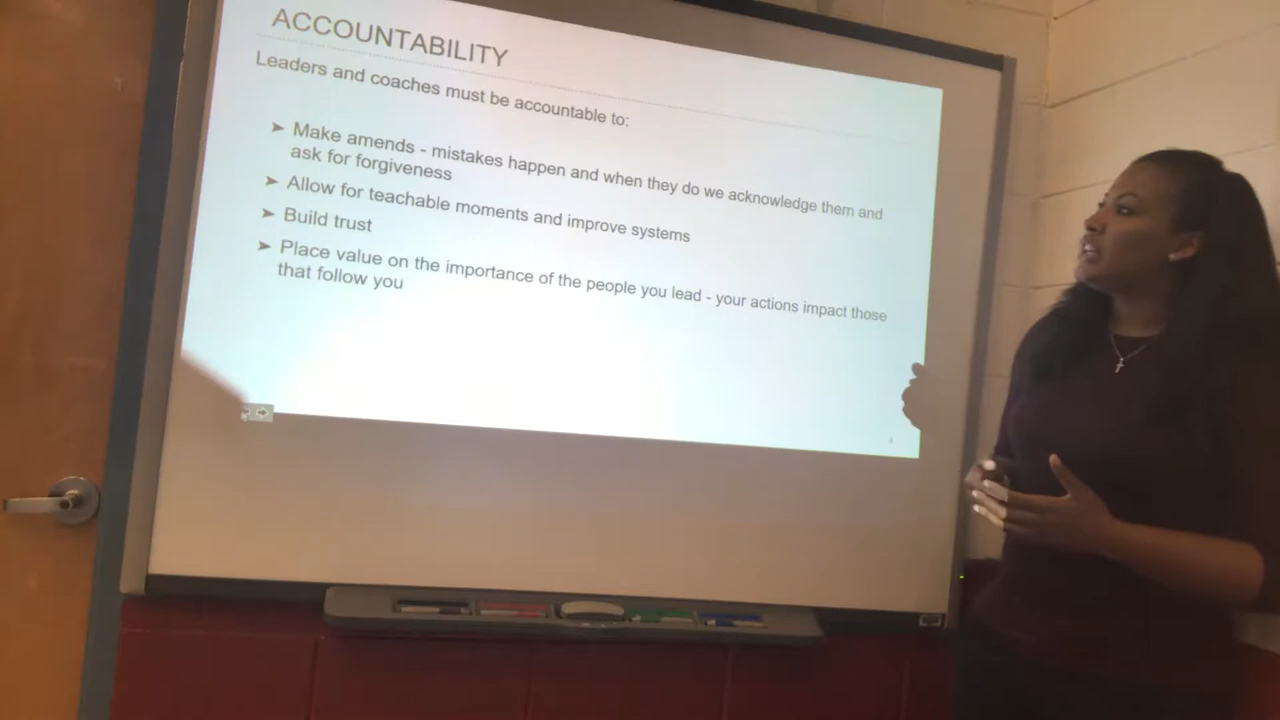 ACCOUNTABILITY
Leaders and coaches must be accountable to:
➤ Make amends - mistakes happen and when they do we acknowledge them and
ask for forgiveness
➤ Allow for teachable moments and improve systems
➤ Build trust
➤ Place value on the importance of the people you lead - your actions impact those
that follow you